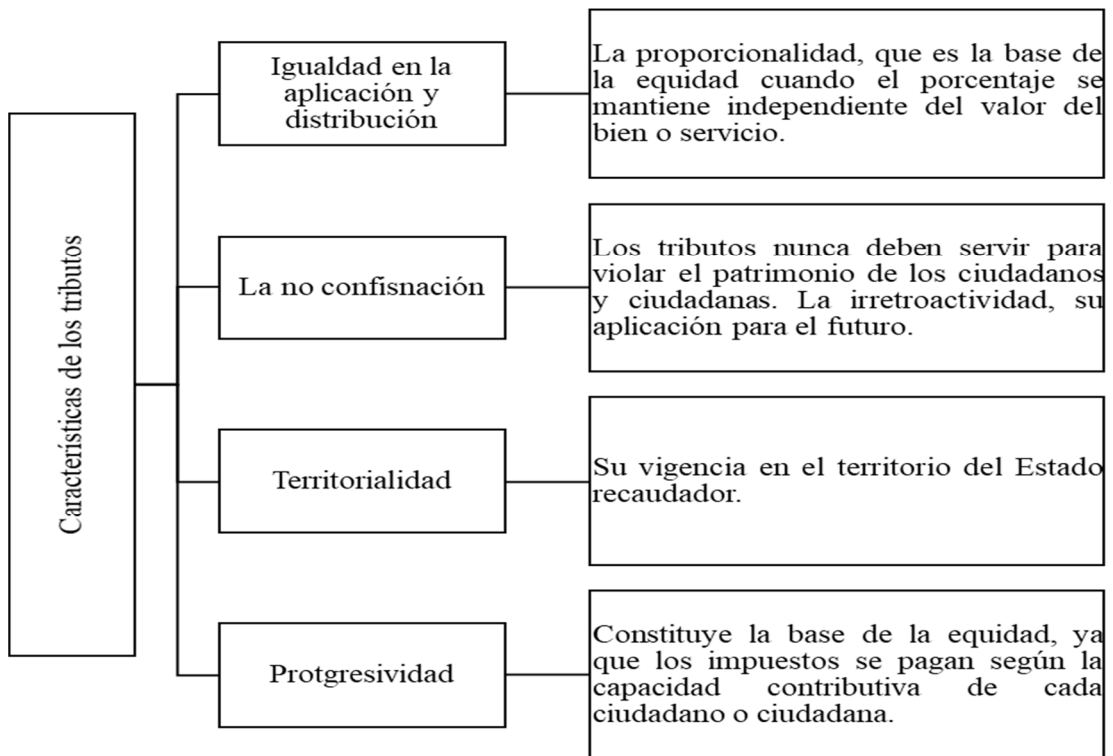 Características de los tributos
Igualdad en la
aplicación y
distribución
La proporcionalidad, que es la base de
la equidad cuando el porcentaje se
mantiene independiente del valor del
bien o servicio.
La no confisnación
Los tributos nunca deben servir para
violar el patrimonio de los ciudadanos
y ciudadanas. La irretroactividad, su
aplicación para el futuro.
Territorialidad
Su vigencia en el territorio del Estado
recaudador.
Protgresividad
Constituye la base de la equidad, ya
que los impuestos se pagan según la
capacidad contributiva de cada
ciudadano o ciudadana.